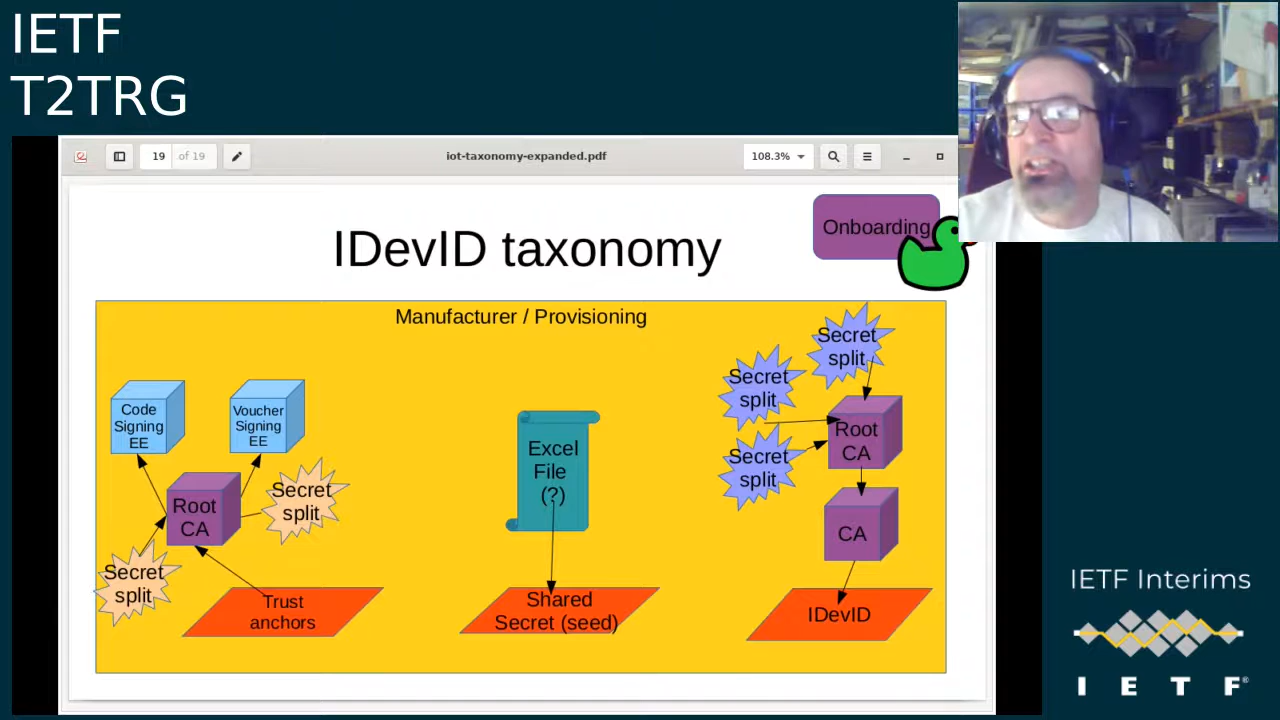 IETF
T2TRG
19 of 19
iot-taxonomy-expanded.pdf
108.3%
IDevID taxonomy
Onboarding
Manufacturer / Provisioning
Code
Signing
EE
Voucher
Signing
EE
Root
CA
Secret
split
Secret
split
Trust
anchors
Excel
File
(?)
Shared
Secret (seed)
Secret
split
Secret
split
Secret
split
Root
CA
CA
IDevID
IETF Interims
I E T F®